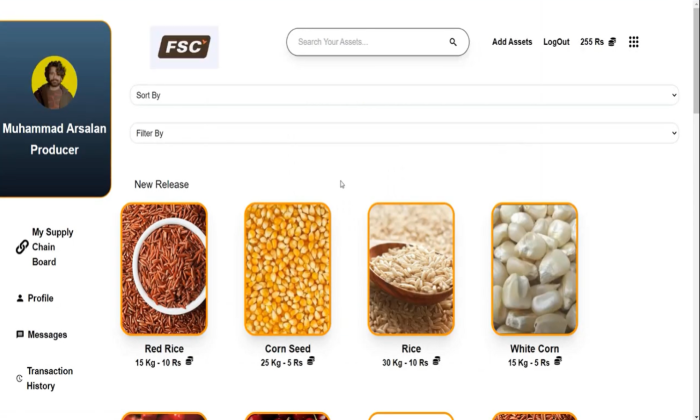 FSC
Search Your Assets...
Add Assets
LogOut
255 Rs
Muhammad Arsalan
Producer
Sort By
Filter By
New Release
My Supply
Chain
Board
Profile
Messages
Transaction
History
Red Rice
15 Kg - 10 Rs
Corn Seed
25 Kg - 5 Rs
Rice
30 Kg - 10 Rs
White Corn
15 Kg - 5 Rs